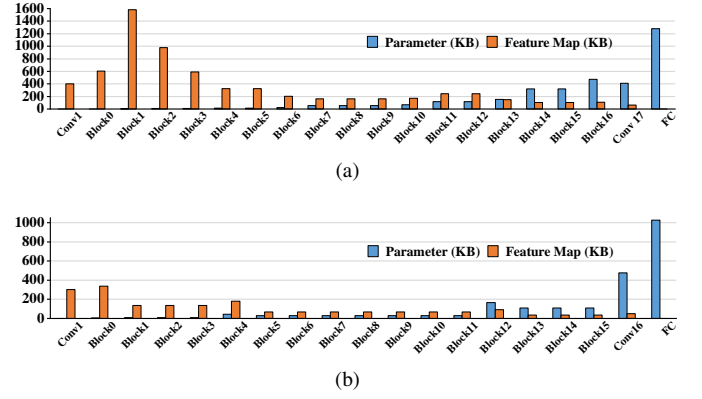 1600
1400
1200
1000
800
600
400
200
0
Parameter (KB) Feature Map (KB)
Conv1 Block0 Block1 Block2 Block3 Block4 Block5 Block6 Block7 Block8 Block9 Block10 Block11 Block12 Block13 Block14 Block15 Block16 Conv 17 FC
(a)
1000
800
600
400
200
0
Parameter (KB) Feature Map (KB)
Conv1 Block0 Block1 Block2 Block3 Block4 Block5 Block6 Block7 Block8 Block9 Block10 Block11 Block12 Block13 Block14 Block15 Conv16 FC
(b)